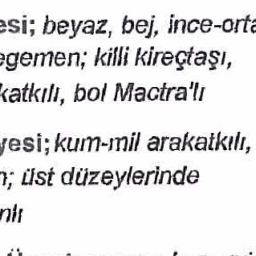 esi; beyaz, bej, ince-orta
egemen; killi kireçtaşı,
katkılı, bol Mactra'lı
yesi; kum-mil arakatkılı,
üst düzeylerinde
nlı